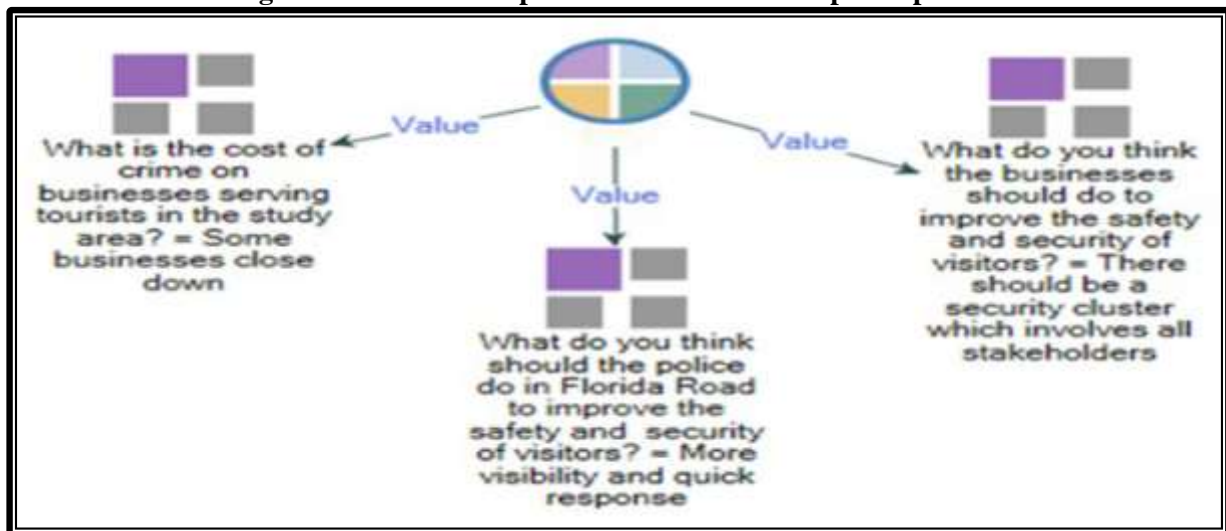 Value
Value
Value
What is the cost of
crime on
businesses serving
tourists in the study
area? = Some
businesses close
down
What do you think
should the police
do in Florida Road
to improve the
safety and security
of visitors? = More
visibility and quick
response
What do you think
the businesses
should do to
improve the safety
and security of
visitors? = There
should be a
security cluster
which involves all
stakeholders